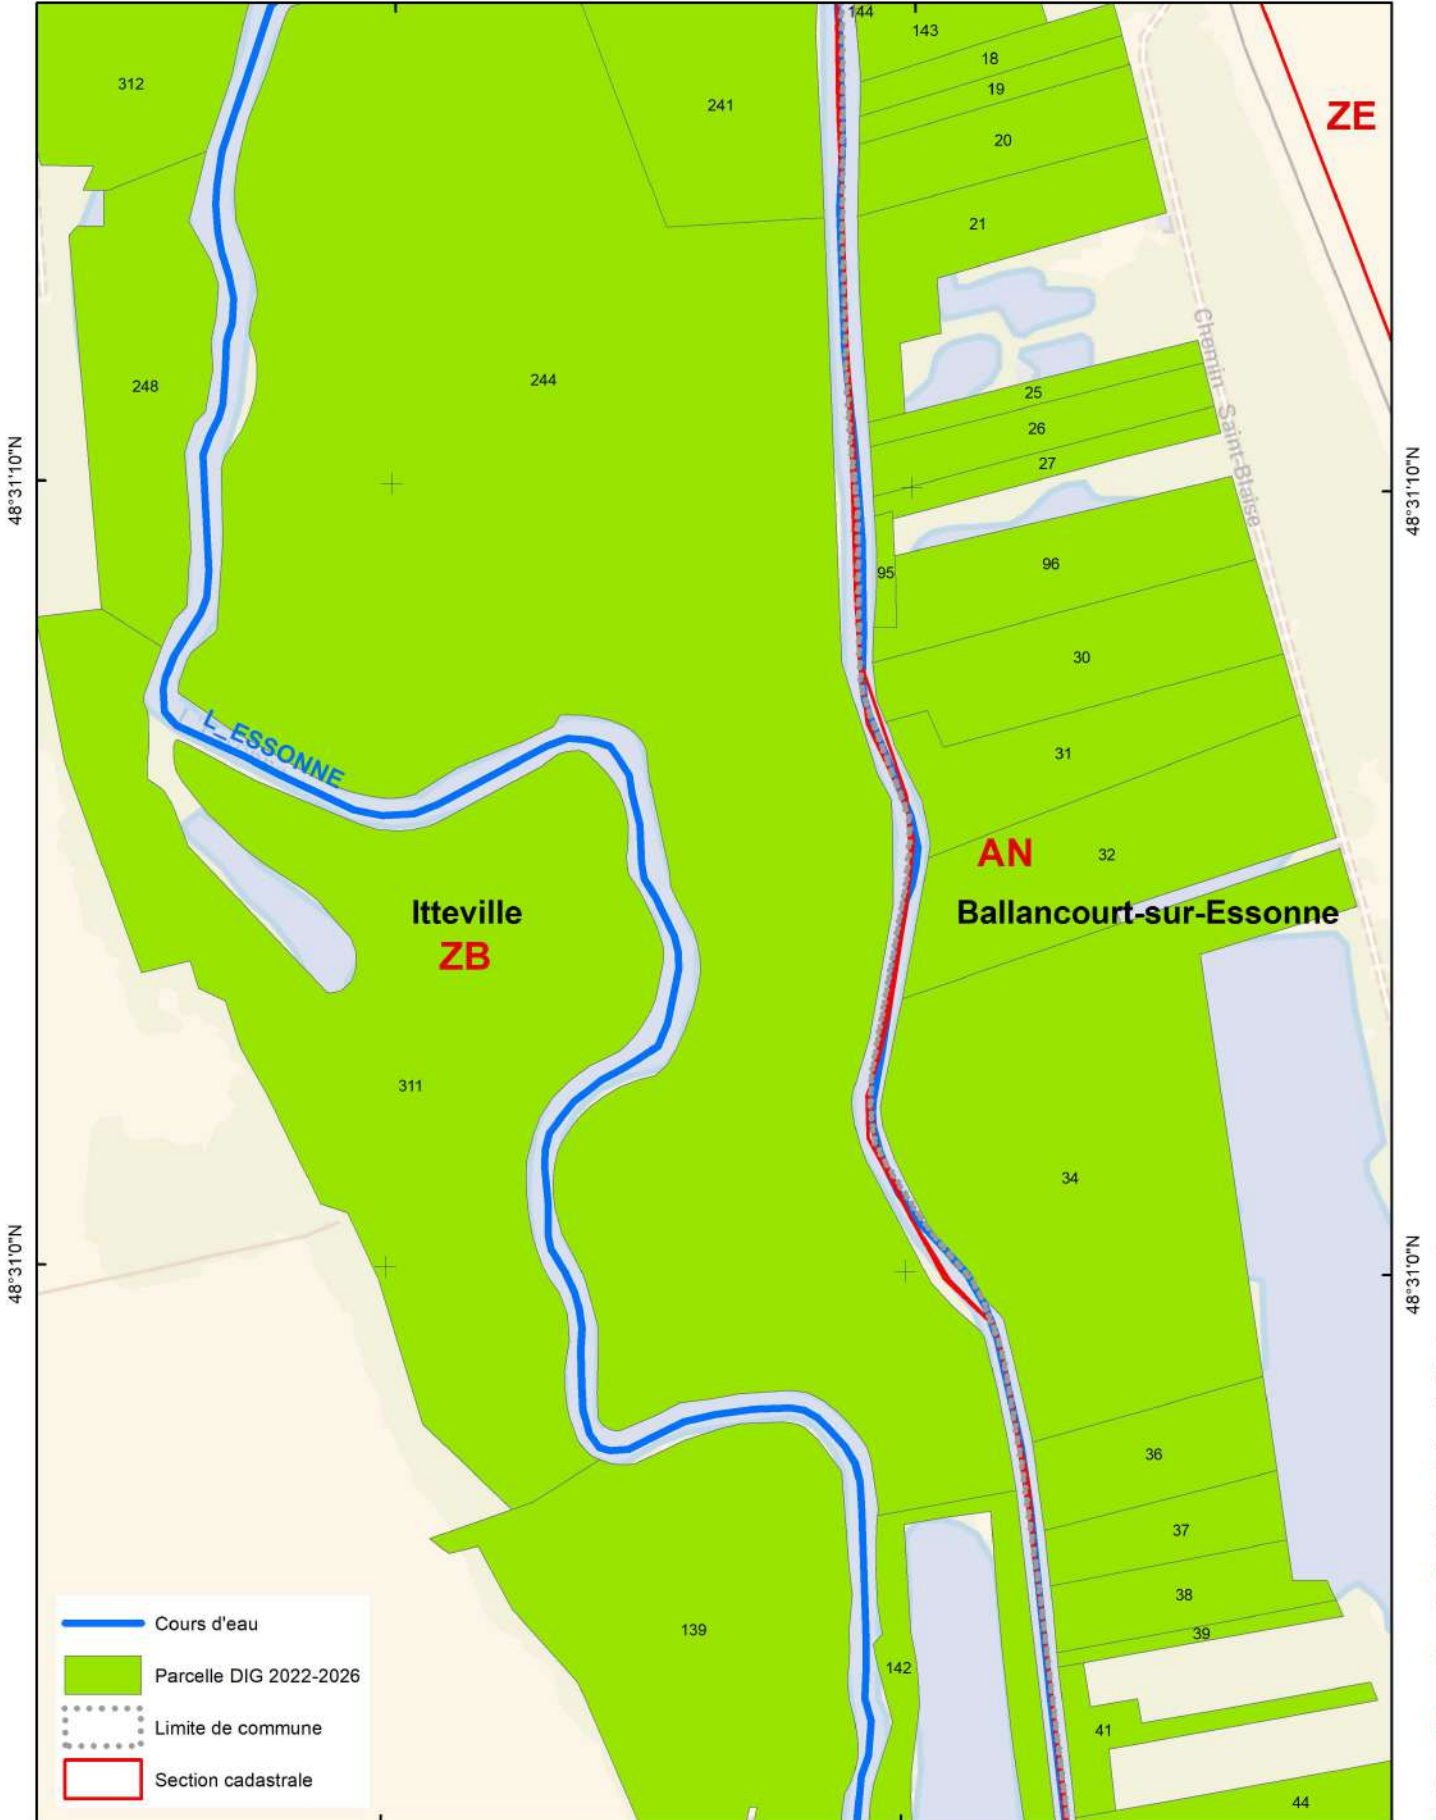 144
143
312
18
19
241
ZE
20
21
248
244
25
26
27
Chemin Saint-Blaise
48°31'10"N
48°31'10"N
95
96
30
L_ESSONNE
31
AN
32
Itteville
ZB
Ballancourt-sur-Essonne
311
34
48°31'0"N
48°31'0"N
36
37
38
39
139
142
41
44
Cours d'eau
Parcelle DIG 2022-2026
Limite de commune
Section cadastrale